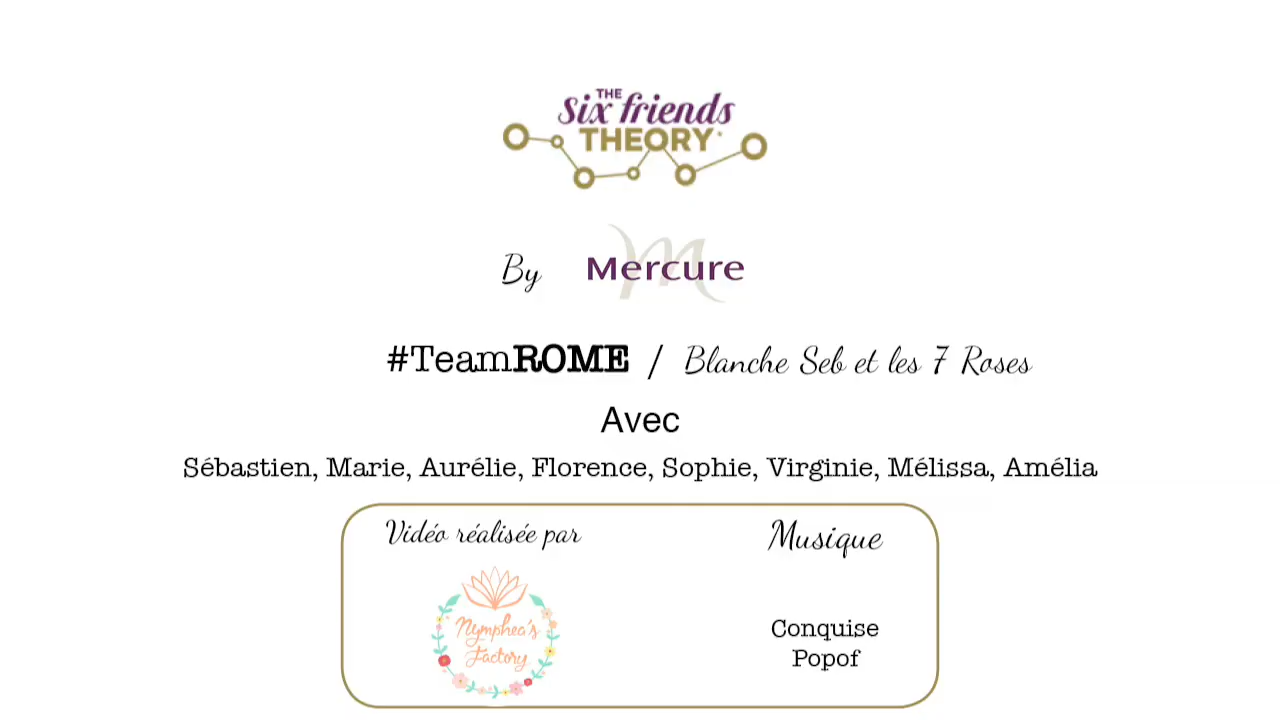 THE
six friends
THEORY
By Mercure
#TeamROME / Blanche Seb et les 7 Roses
Avec
Sébastien, Marie, Aurélie, Florence, Sophie, Virginie, Mélissa, Amélia
Vidéo réalisée par
Nymphea's
Factory
Musique
Conquise
Popof